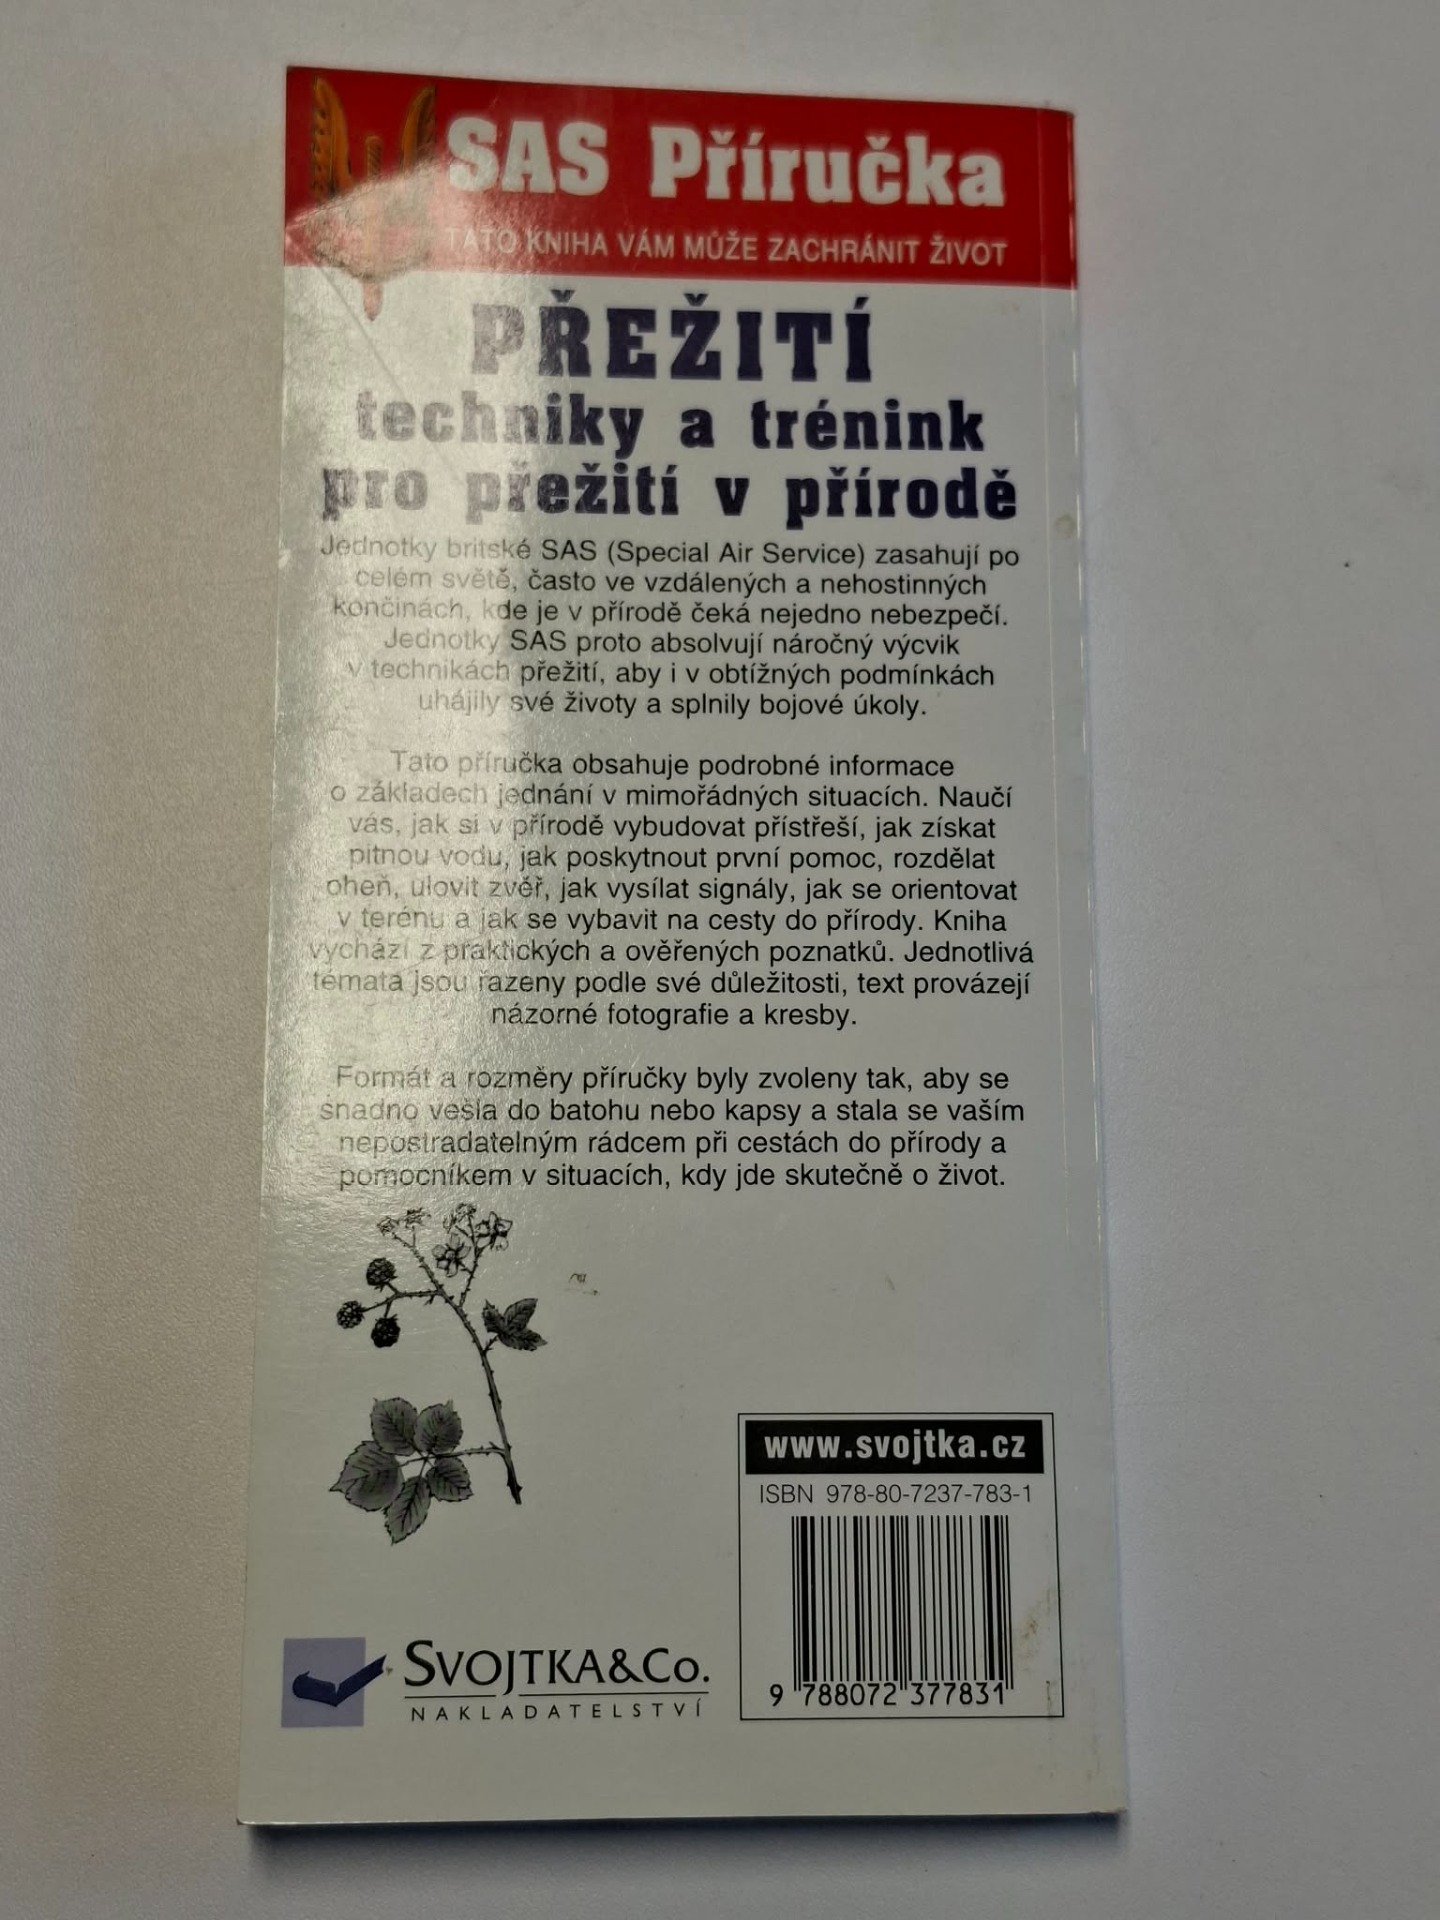 SAS Příručka
TATO KNIHA VÁM MŮŽE ZACHRÁNIT ŽIVOT
PŘEŽITÍ
techniky a trénink
pro přežití v přírodě
Jednotky britské SAS (Special Air Service) zasahují po
celém světě, často ve vzdálených a nehostinných
končinách, kde je v přírodě čeká nejedno nebezpečí.
Jednotky SAS proto absolvují náročný výcvik
v technikách přežití, aby i v obtížných podmínkách
uhájily své životy a splnily bojové úkoly.
Tato příručka obsahuje podrobné informace
o základech jednání v mimořádných situacích. Naučí
vás, jak si v přírodě vybudovat přístřeší, jak získat
pitnou vodu, jak poskytnout první pomoc, rozdělat
oheň, ulovit zvěř, jak vysílat signály, jak se orientovat
v terénu a jak se vybavit na cesty do přírody. Kniha
vychází z praktických a ověřených poznatků. Jednotlivá
témata jsou řazeny podle své důležitosti, text provázejí
názorné fotografie a kresby.
Formát a rozměry příručky byly zvoleny tak, aby se
snadno vešla do batohu nebo kapsy a stala se vaším
nepostradatelným rádcem při cestách do přírody a
pomocníkem v situacích, kdy jde skutečně o život.
www.svojtka.cz
ISBN 978-80-7237-783-1
9 788072 377831
SVOJTKA&CO.
NAKLADATELSTVÍ